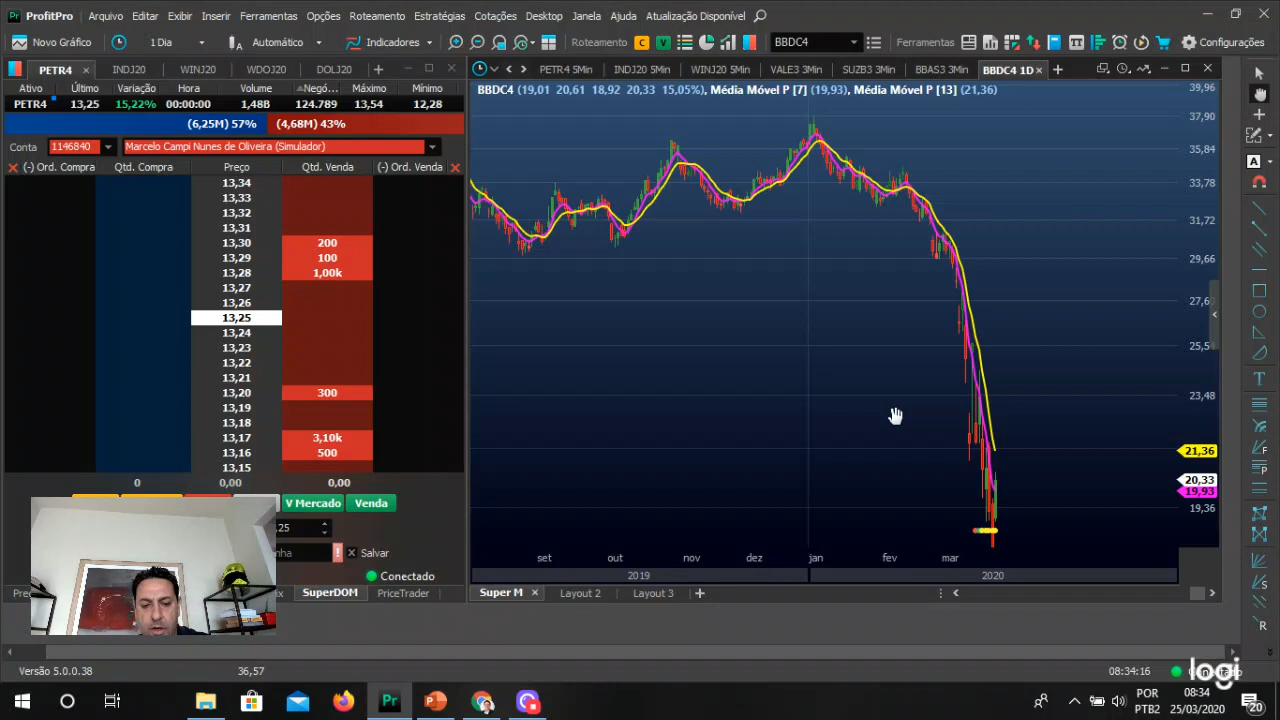 ProfitPro Arquivo Editar Exibir Inserir Ferramentas Opções Roteamento Estratégias Cotações Desktop Janela Ajuda Atualização Disponível
Novo Gráfico 1 Dia Automático Indicadores Roteamento C V BBDC4 Ferramentas Configurações
PETR4 INDJ20 WINJ20 WDOJ20 DOLJ20
Ativo Último Variação Hora Volume Negó... Máximo Mínimo
PETR4 13,25 15,22% 00:00:00 1,48B 124.789 13,54 12,28
(6,25M) 57% (4,68M) 43%
Conta 1146840 Marcelo Campi Nunes de Oliveira (Simulador)
(-) Ord. Compra Qtd. Compra Preço Qtd. Venda (-) Ord. Venda
13,34
13,33
13,32
13,31
13,30 200
13,29 100
13,28 1,00k
13,27
13,26
13,25
13,24
13,23
13,22
13,21
13,20 300
13,19
13,18
13,17 3,10k
13,16 500
13,15
0 0,00 0,00
V Mercado Venda
,25
nha ! Salvar
Conectado
SuperDOM PriceTrader
PETR4 5Min INDJ20 5Min WINJ20 5Min VALE3 3Min SUZB3 3Min BBAS3 3Min BBDC4 1D
BBDC4 (19,01 20,61 18,92 20,33 15,05%), Média Móvel P [7] (19,93), Média Móvel P [13] (21,36)
39,96
37,90
35,84
33,78
31,72
29,66
27,6
25,5
23,48
21,36
20,33
19,93
19,36
set out nov dez jan fev mar
2019 2020
Super M Layout 2 Layout 3
Versão 5.0.0.38 36,57 08:34:16
logi
POR
PTB2
08:34
25/03/2020
20